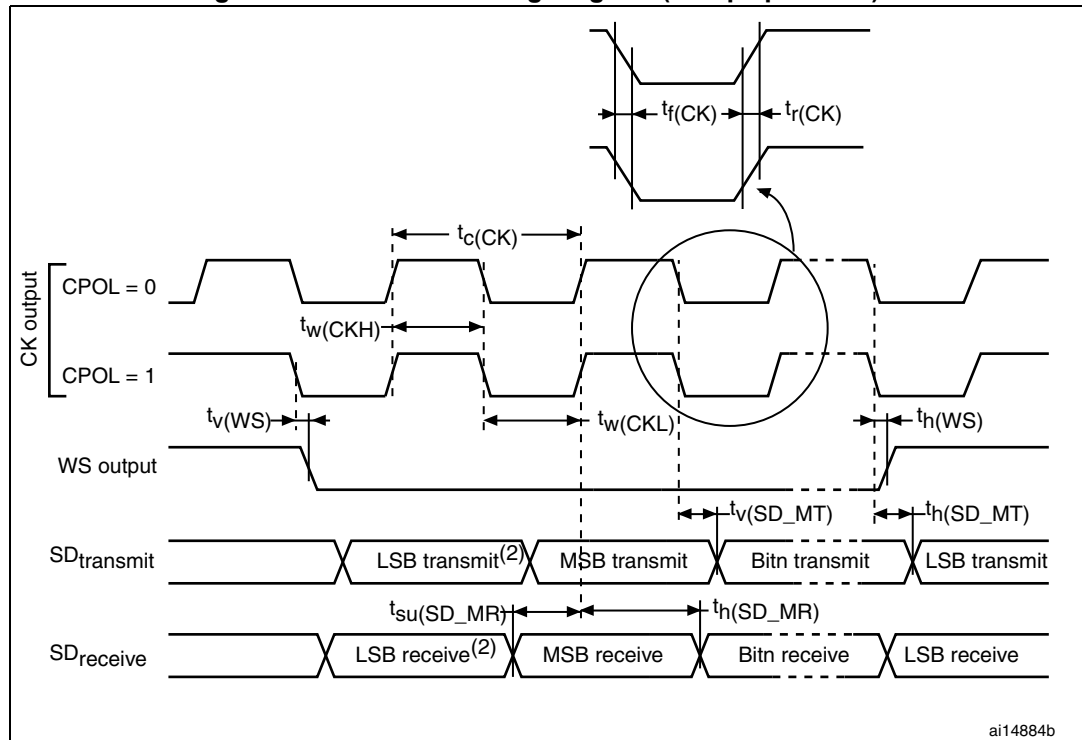 tf(CK)
tr(CK)
tc(CK)
CK output
CPOL = 0
tw(CKH)
CPOL = 1
tv(WS)
tw(CKL)
th(WS)
WS output
tv(SD_MT)
th(SD_MT)
SDtransmit
LSB transmit(2)
MSB transmit
Bitn transmit
LSB transmit
tsu(SD_MR)
th(SD_MR)
SDreceive
LSB receive(2)
MSB receive
Bitn receive
LSB receive
ai14884b